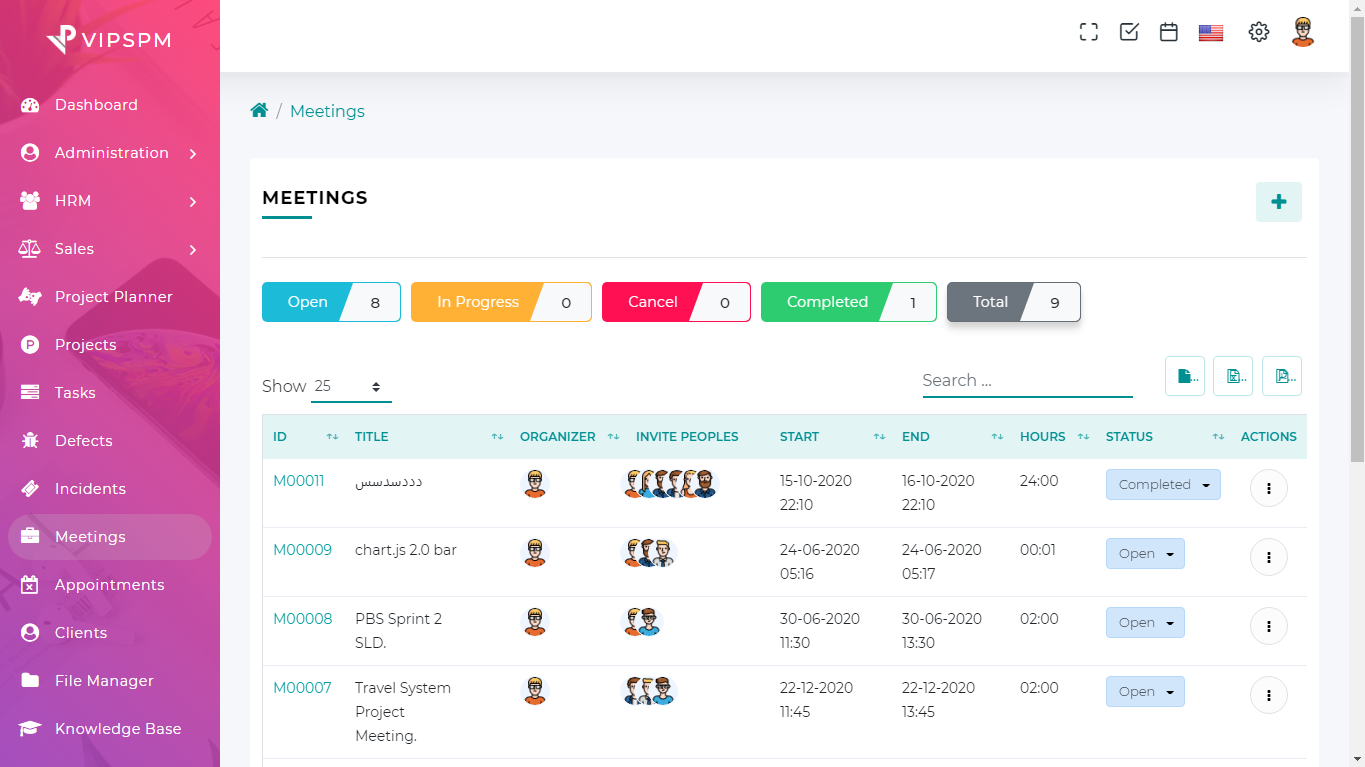 VIPSPM
Dashboard
Administration
HRM
Sales
Project Planner
Projects
Tasks
Defects
Incidents
Meetings
Appointments
Clients
File Manager
Knowledge Base
/ Meetings
MEETINGS
Open 8
In Progress 0
Cancel 0
Completed 1
Total 9
Show 25
Search ...
ID TITLE ORGANIZER INVITE PEOPLES START END HOURS STATUS ACTIONS
M00011 دددسدسس 15-10-2020 16-10-2020 24:00 Completed
22:10 22:10
M00009 chart.js 2.0 bar 24-06-2020 24-06-2020 00:01 Open
05:16 05:17
M00008 PBS Sprint 2 30-06-2020 30-06-2020 02:00 Open
SLD. 11:30 13:30
M00007 Travel System 22-12-2020 22-12-2020 02:00 Open
Project 11:45 13:45
Meeting.